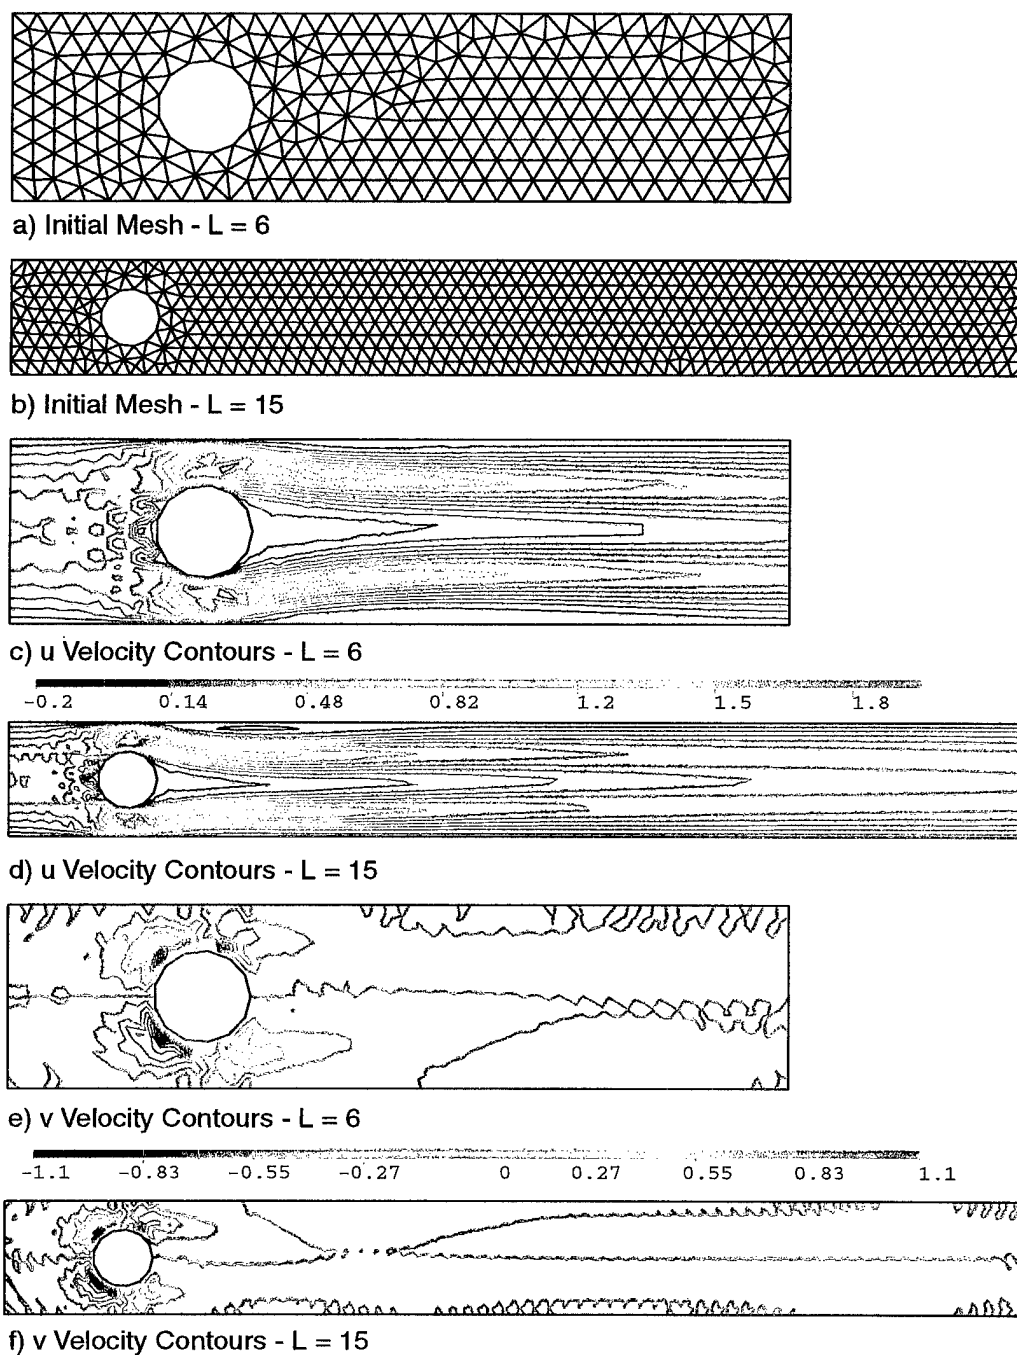 a) Initial Mesh - L = 6
b) Initial Mesh - L = 15
c) u Velocity Contours - L = 6
-0.2 0.14 0.48 0.82 1.2 1.5 1.8
d) u Velocity Contours - L = 15
e) v Velocity Contours - L = 6
-1.1 -0.83 -0.55 -0.27 0 0.27 0.55 0.83 1.1
f) v Velocity Contours - L = 15